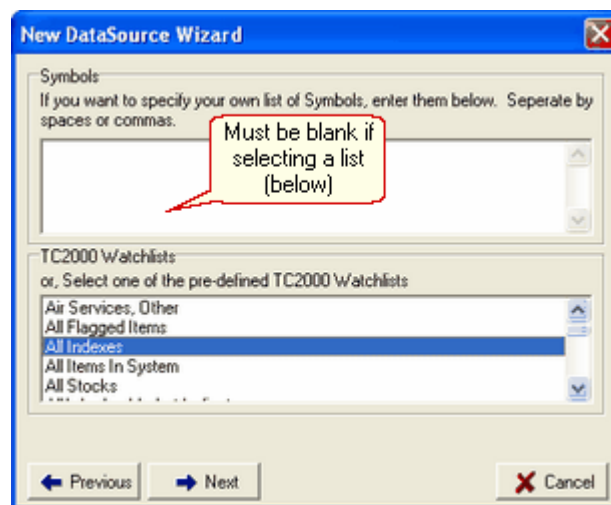 New DataSource Wizard
Symbols
If you want to specify your own list of Symbols, enter them below. Seperate by
spaces or commas.
Must be blank if
selecting a list
(below)
TC2000 Watchlists
or, Select one of the pre-defined TC2000 Watchlists
Air Services, Other
All Flagged Items
All Indexes
All Items In System
All Stocks
Previous
Next
Cancel